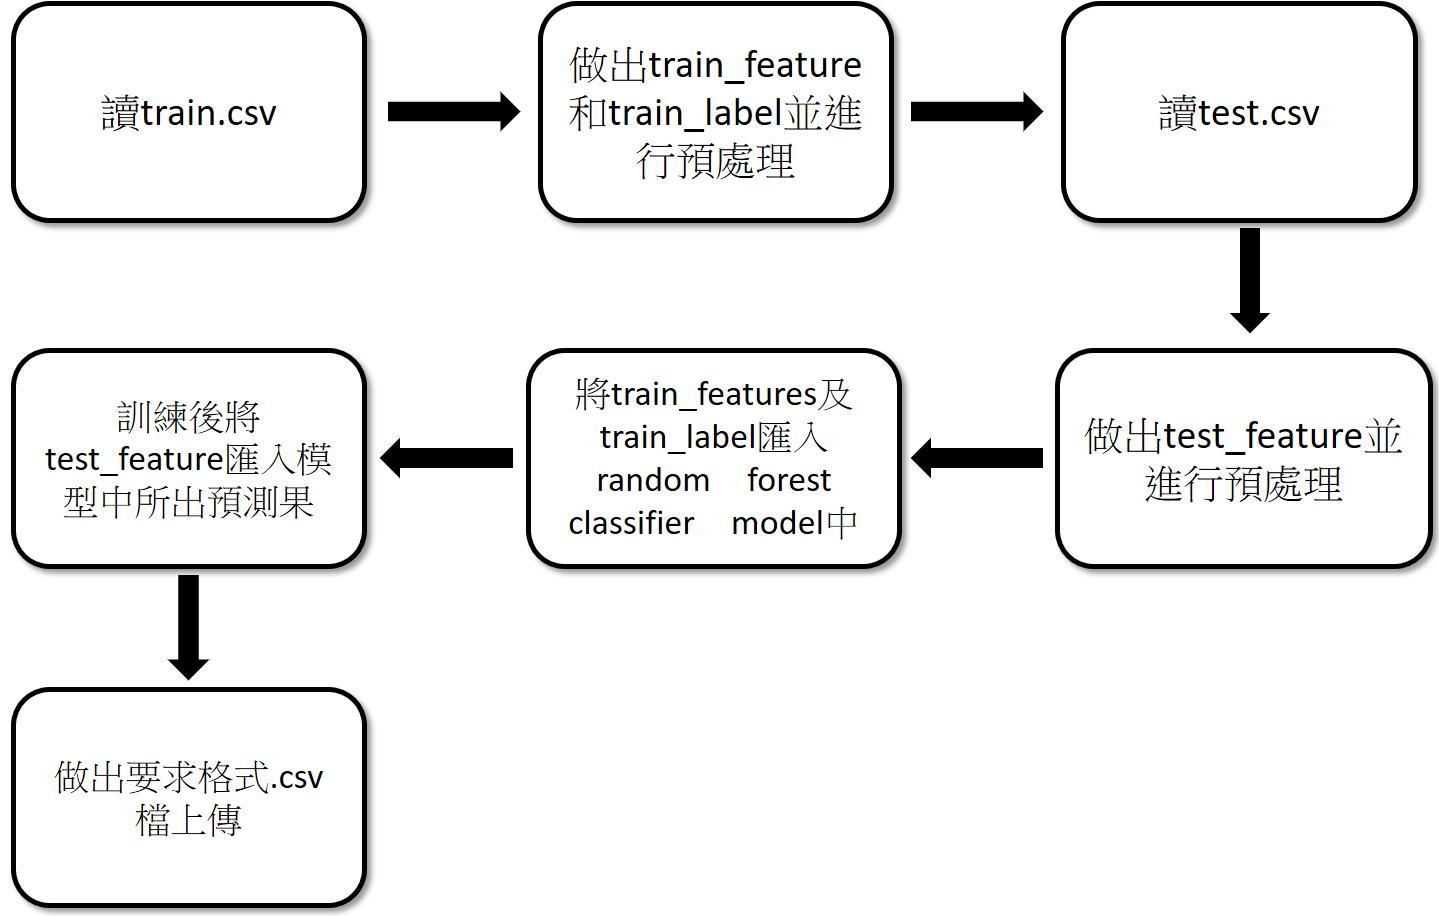 讀train.csv
做出train_feature
和train_label並進
行預處理
讀test.csv
做出test_feature並
進行預處理
將train_features及
train_label匯入
random forest
classifier model中
訓練後將
test_feature匯入模
型中所出預測果
做出要求格式.csv
檔上傳